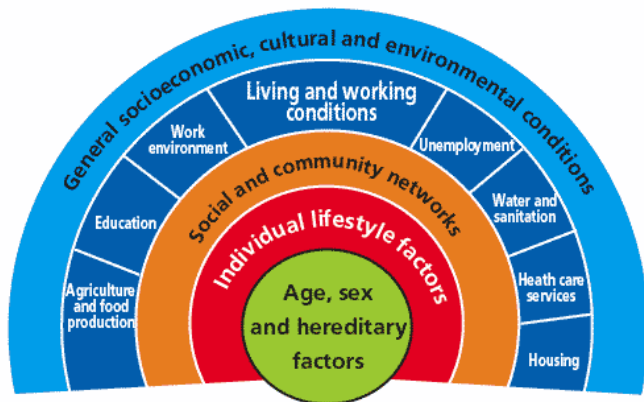 General socioeconomic, cultural and environmental conditions
Living and working
conditions
Work
environment
Unemployment
Education
Water and
sanitation
Agriculture
and food
production
Heath care
services
Housing
Social and community networks
Individual lifestyle factors
Age, sex
and hereditary
factors